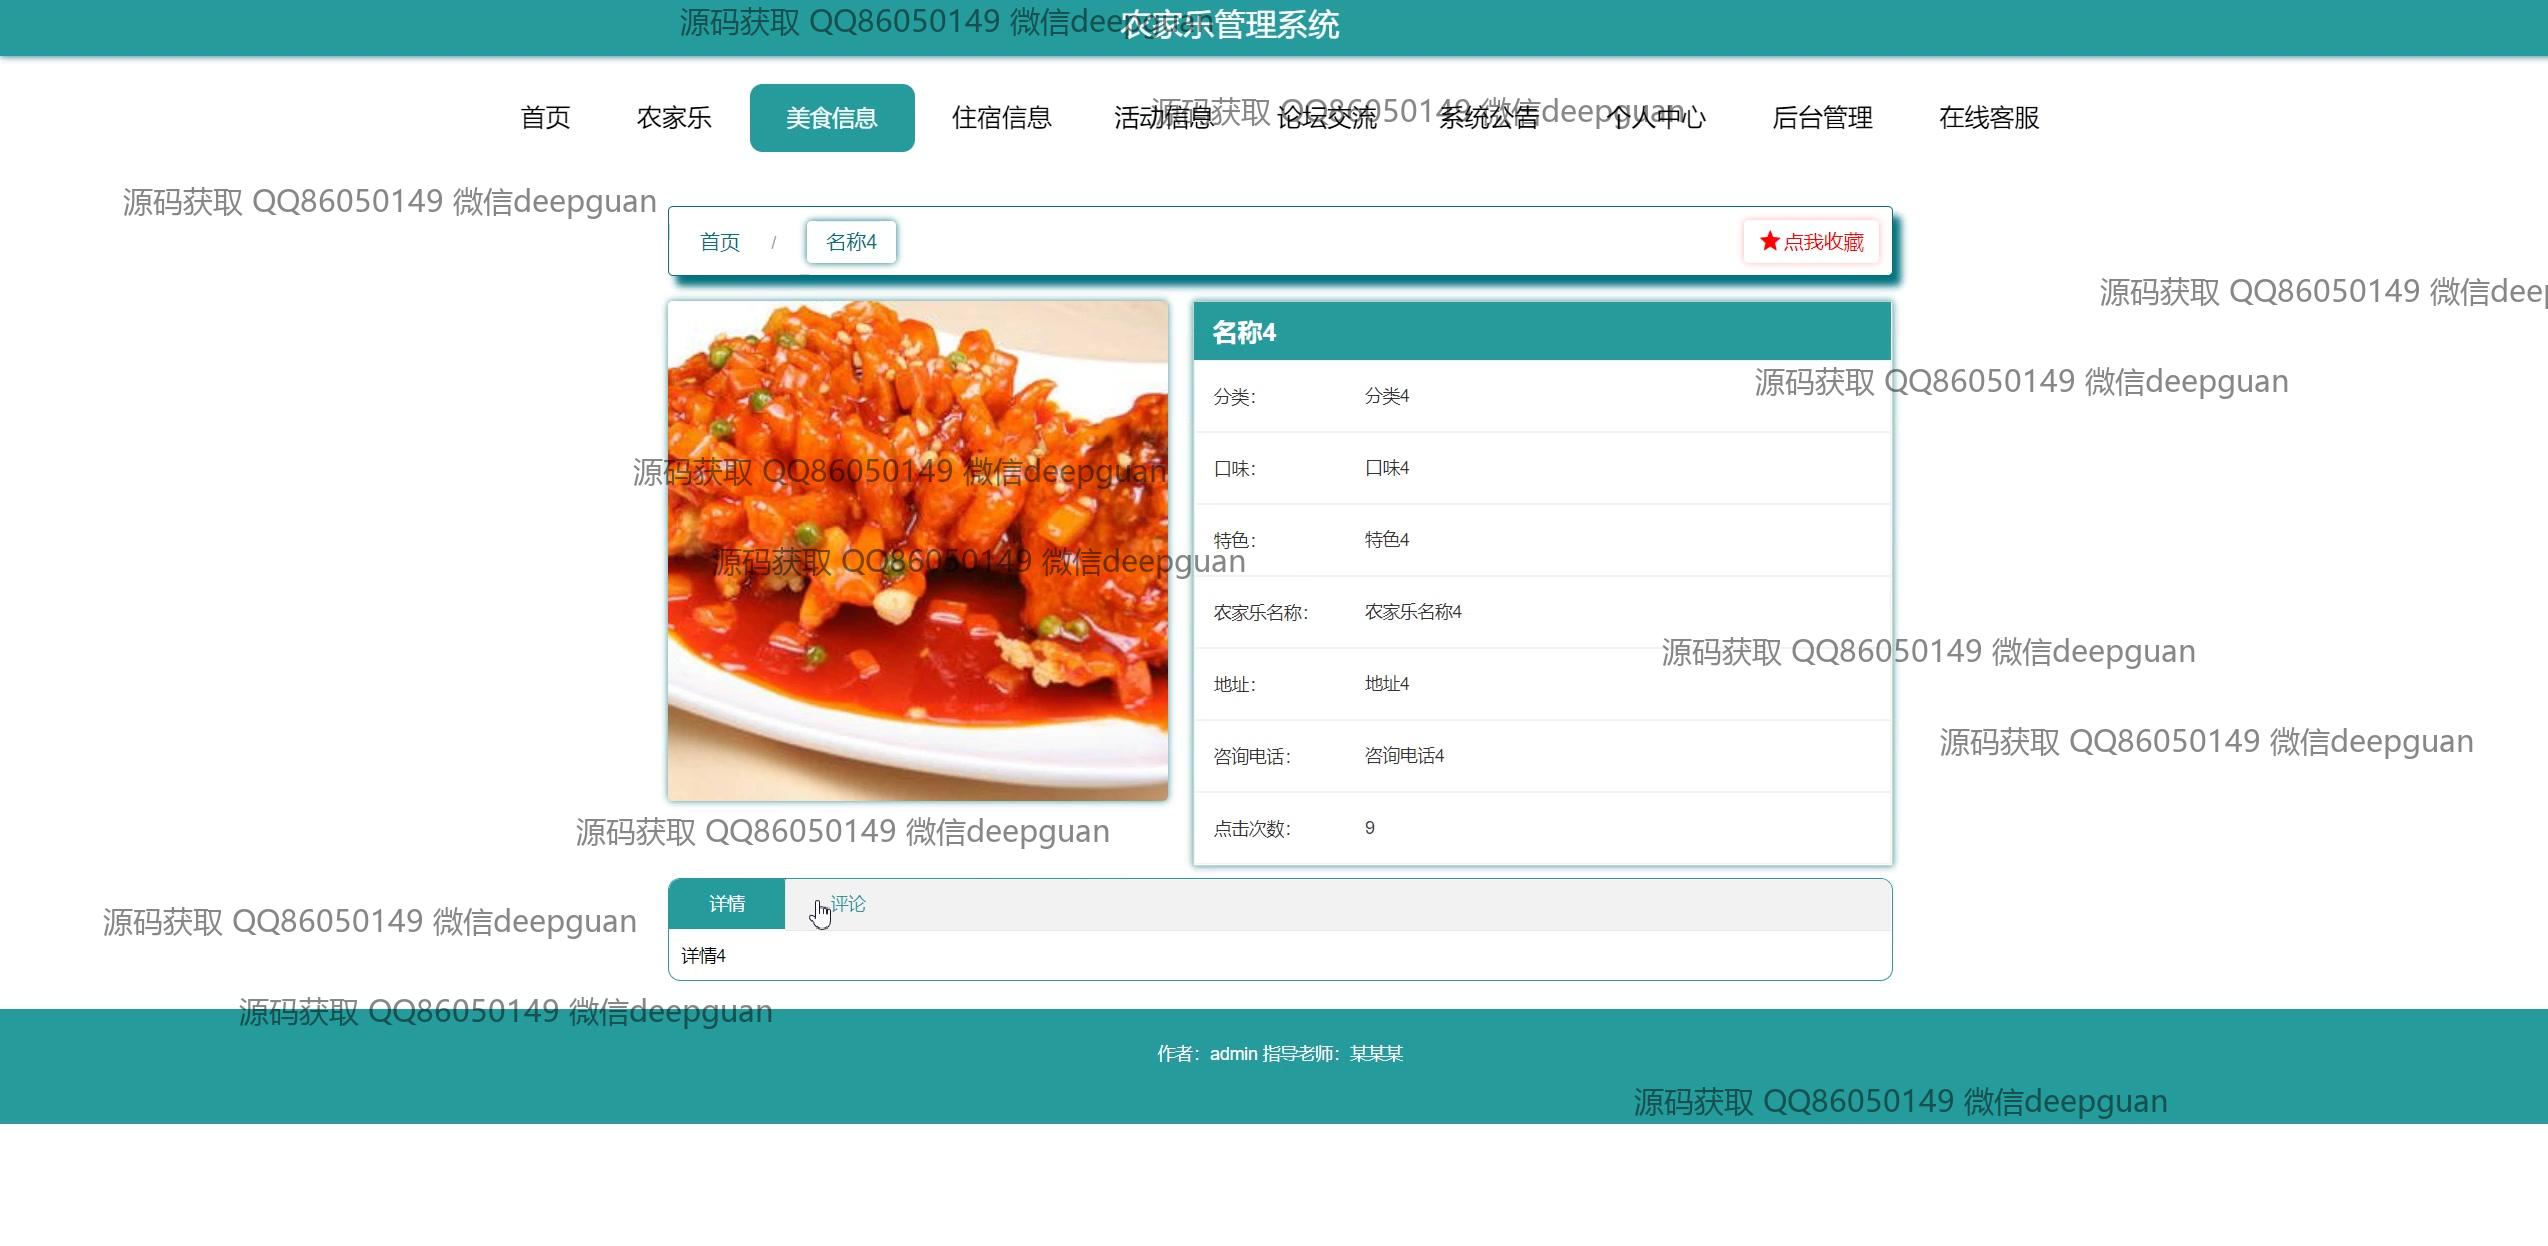 源码获取 QQ86050149 微信deepguan
农家乐管理系统
首页 农家乐 美食信息 住宿信息 活动信息 论坛交流 系统公告 个人中心 后台管理 在线客服
源码获取 QQ86050149 微信deepguan
源码获取 QQ86050149 微信deepguan
首页 / 名称4 ★点我收藏
源码获取 QQ86050149 微信deep
名称4
源码获取 QQ86050149 微信deepguan
分类： 分类4
口味： 口味4
源码获取 QQ86050149 微信deepguan
特色： 特色4
源码获取 QQ86050149 微信deepguan
农家乐名称： 农家乐名称4
源码获取 QQ86050149 微信deepguan
地址： 地址4
源码获取 QQ86050149 微信deepguan
咨询电话： 咨询电话4
点击次数： 9
源码获取 QQ86050149 微信deepguan
详情 评论
源码获取 QQ86050149 微信deepguan
详情4
源码获取 QQ86050149 微信deepguan
作者：admin 指导老师：某某某
源码获取 QQ86050149 微信deepguan